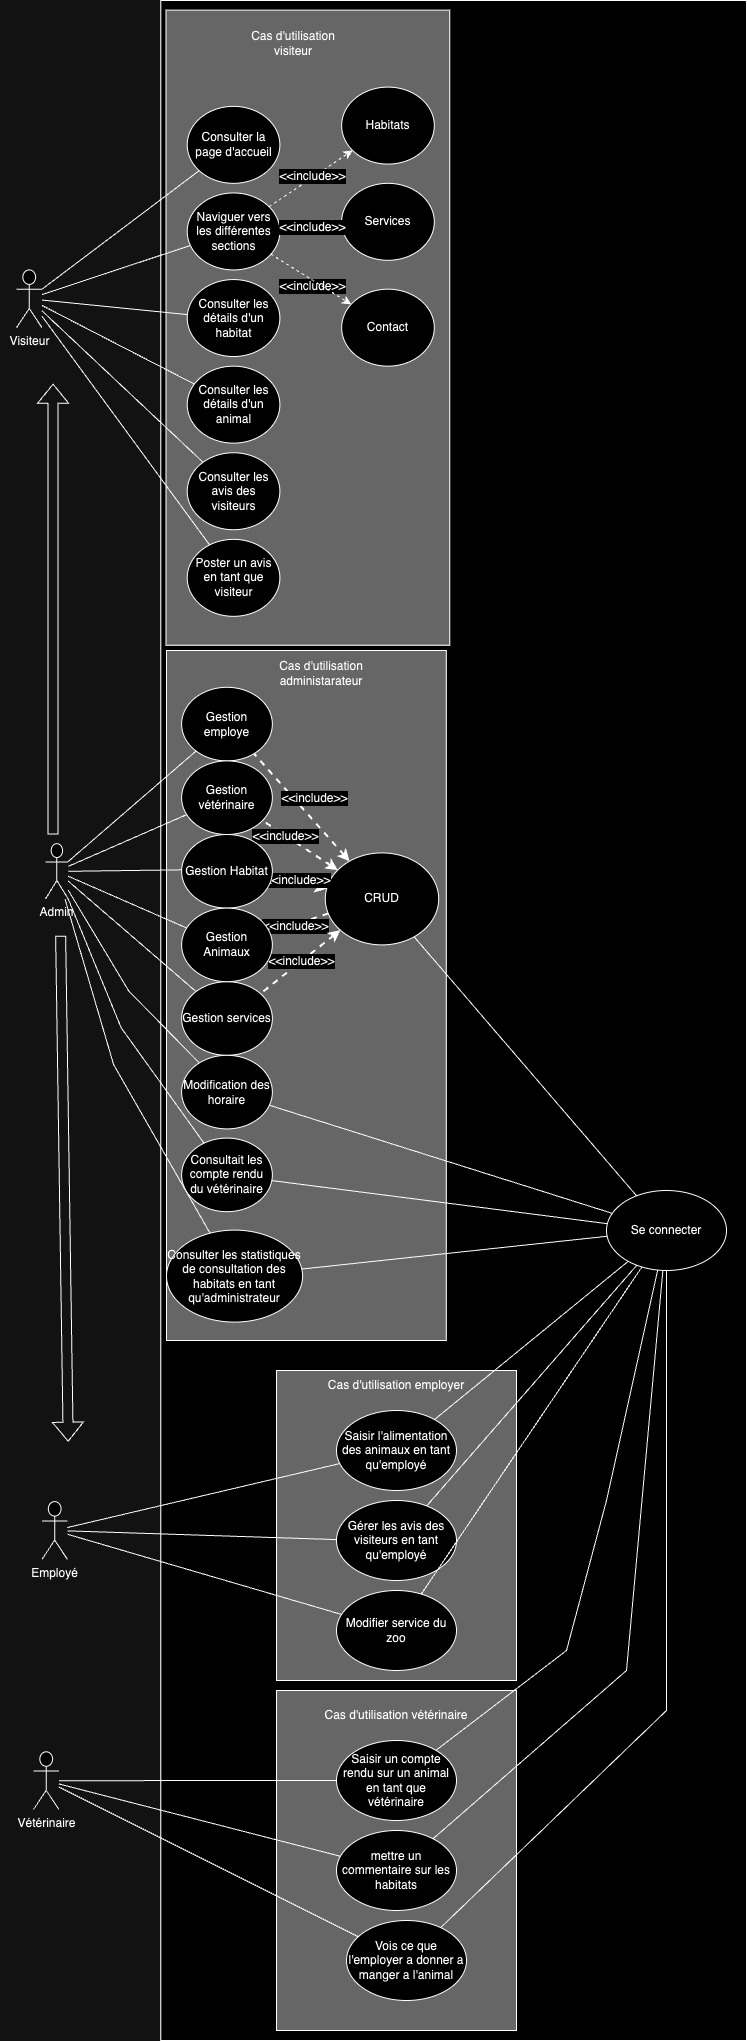 Cas d'utilisation
visiteur
Consulter la
page d'accueil
Habitats
<<include>>
Naviguer vers
les différentes
sections
<<include>>
Services
<<include>>
Consulter les
détails d'un
habitat
Contact
Visiteur
Consulter les
détails d'un
animal
Consulter les
avis des
visiteurs
Poster un avis
en tant que
visiteur
Cas d'utilisation
administarateur
Gestion
employe
Gestion
vétérinaire
<<include>>
<<include>>
Gestion Habitat
<<include>>
CRUD
Admin
Gestion
Animaux
<<include>>
<<include>>
Gestion services
Modification des
horaire
Consultait les
compte rendu
du vétérinaire
Se connecter
Consulter les statistiques
de consultation des
habitats en tant
qu'administrateur
Cas d'utilisation employer
Saisir l'alimentation
des animaux en tant
qu'employé
Gérer les avis des
visiteurs en tant
qu'employé
Employé
Modifier service du
zoo
Cas d'utilisation vétérinaire
Saisir un compte
rendu sur un animal
en tant que
vétérinaire
Vétérinaire
mettre un
commentaire sur les
habitats
Vois ce que
l'employer a donner a
manger a l'animal